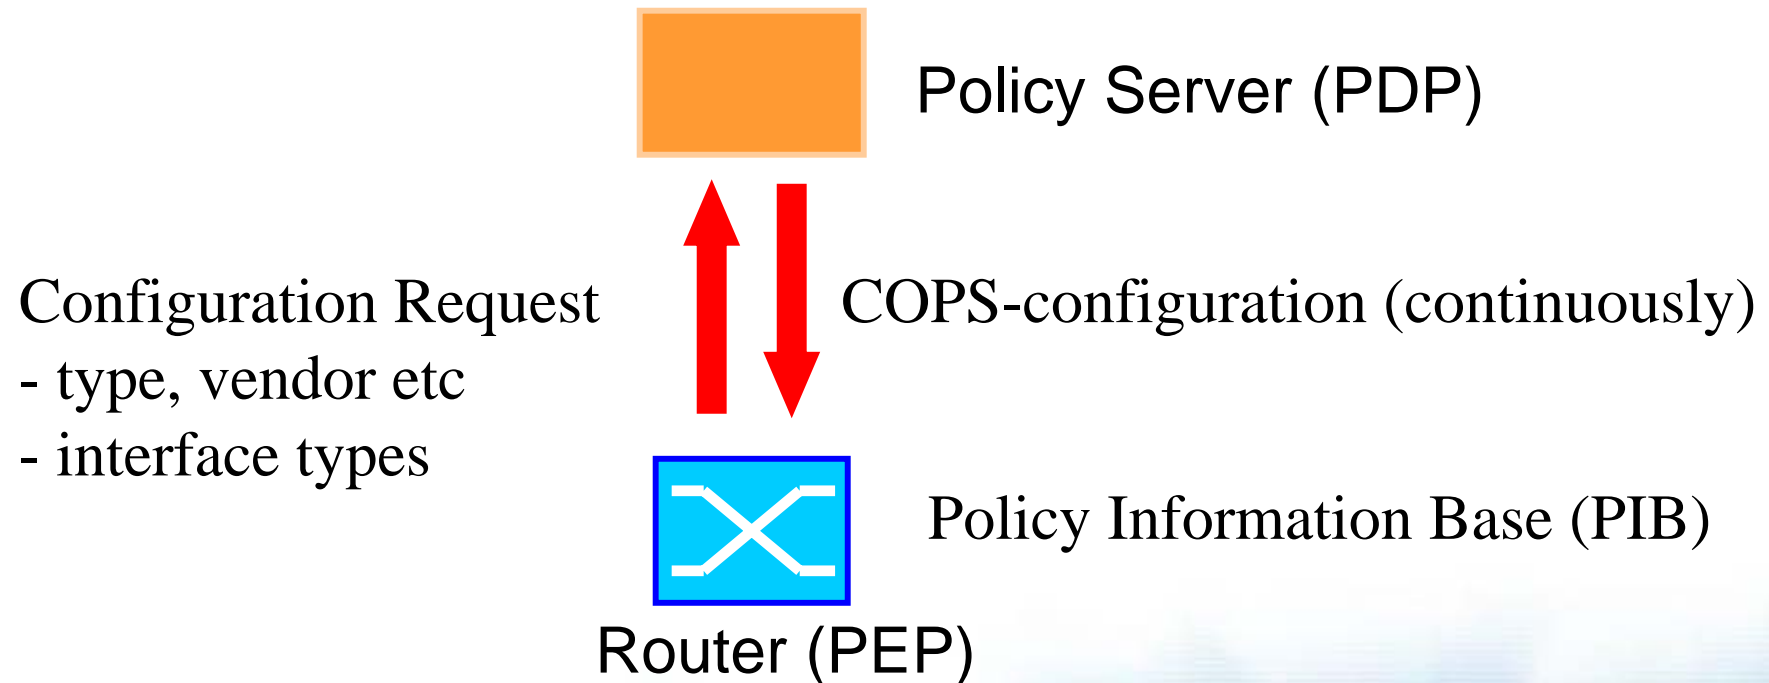 Policy Server (PDP)
Configuration Request
- type, vendor etc
- interface types
COPS-configuration (continuously)
Policy Information Base (PIB)
Router (PEP)